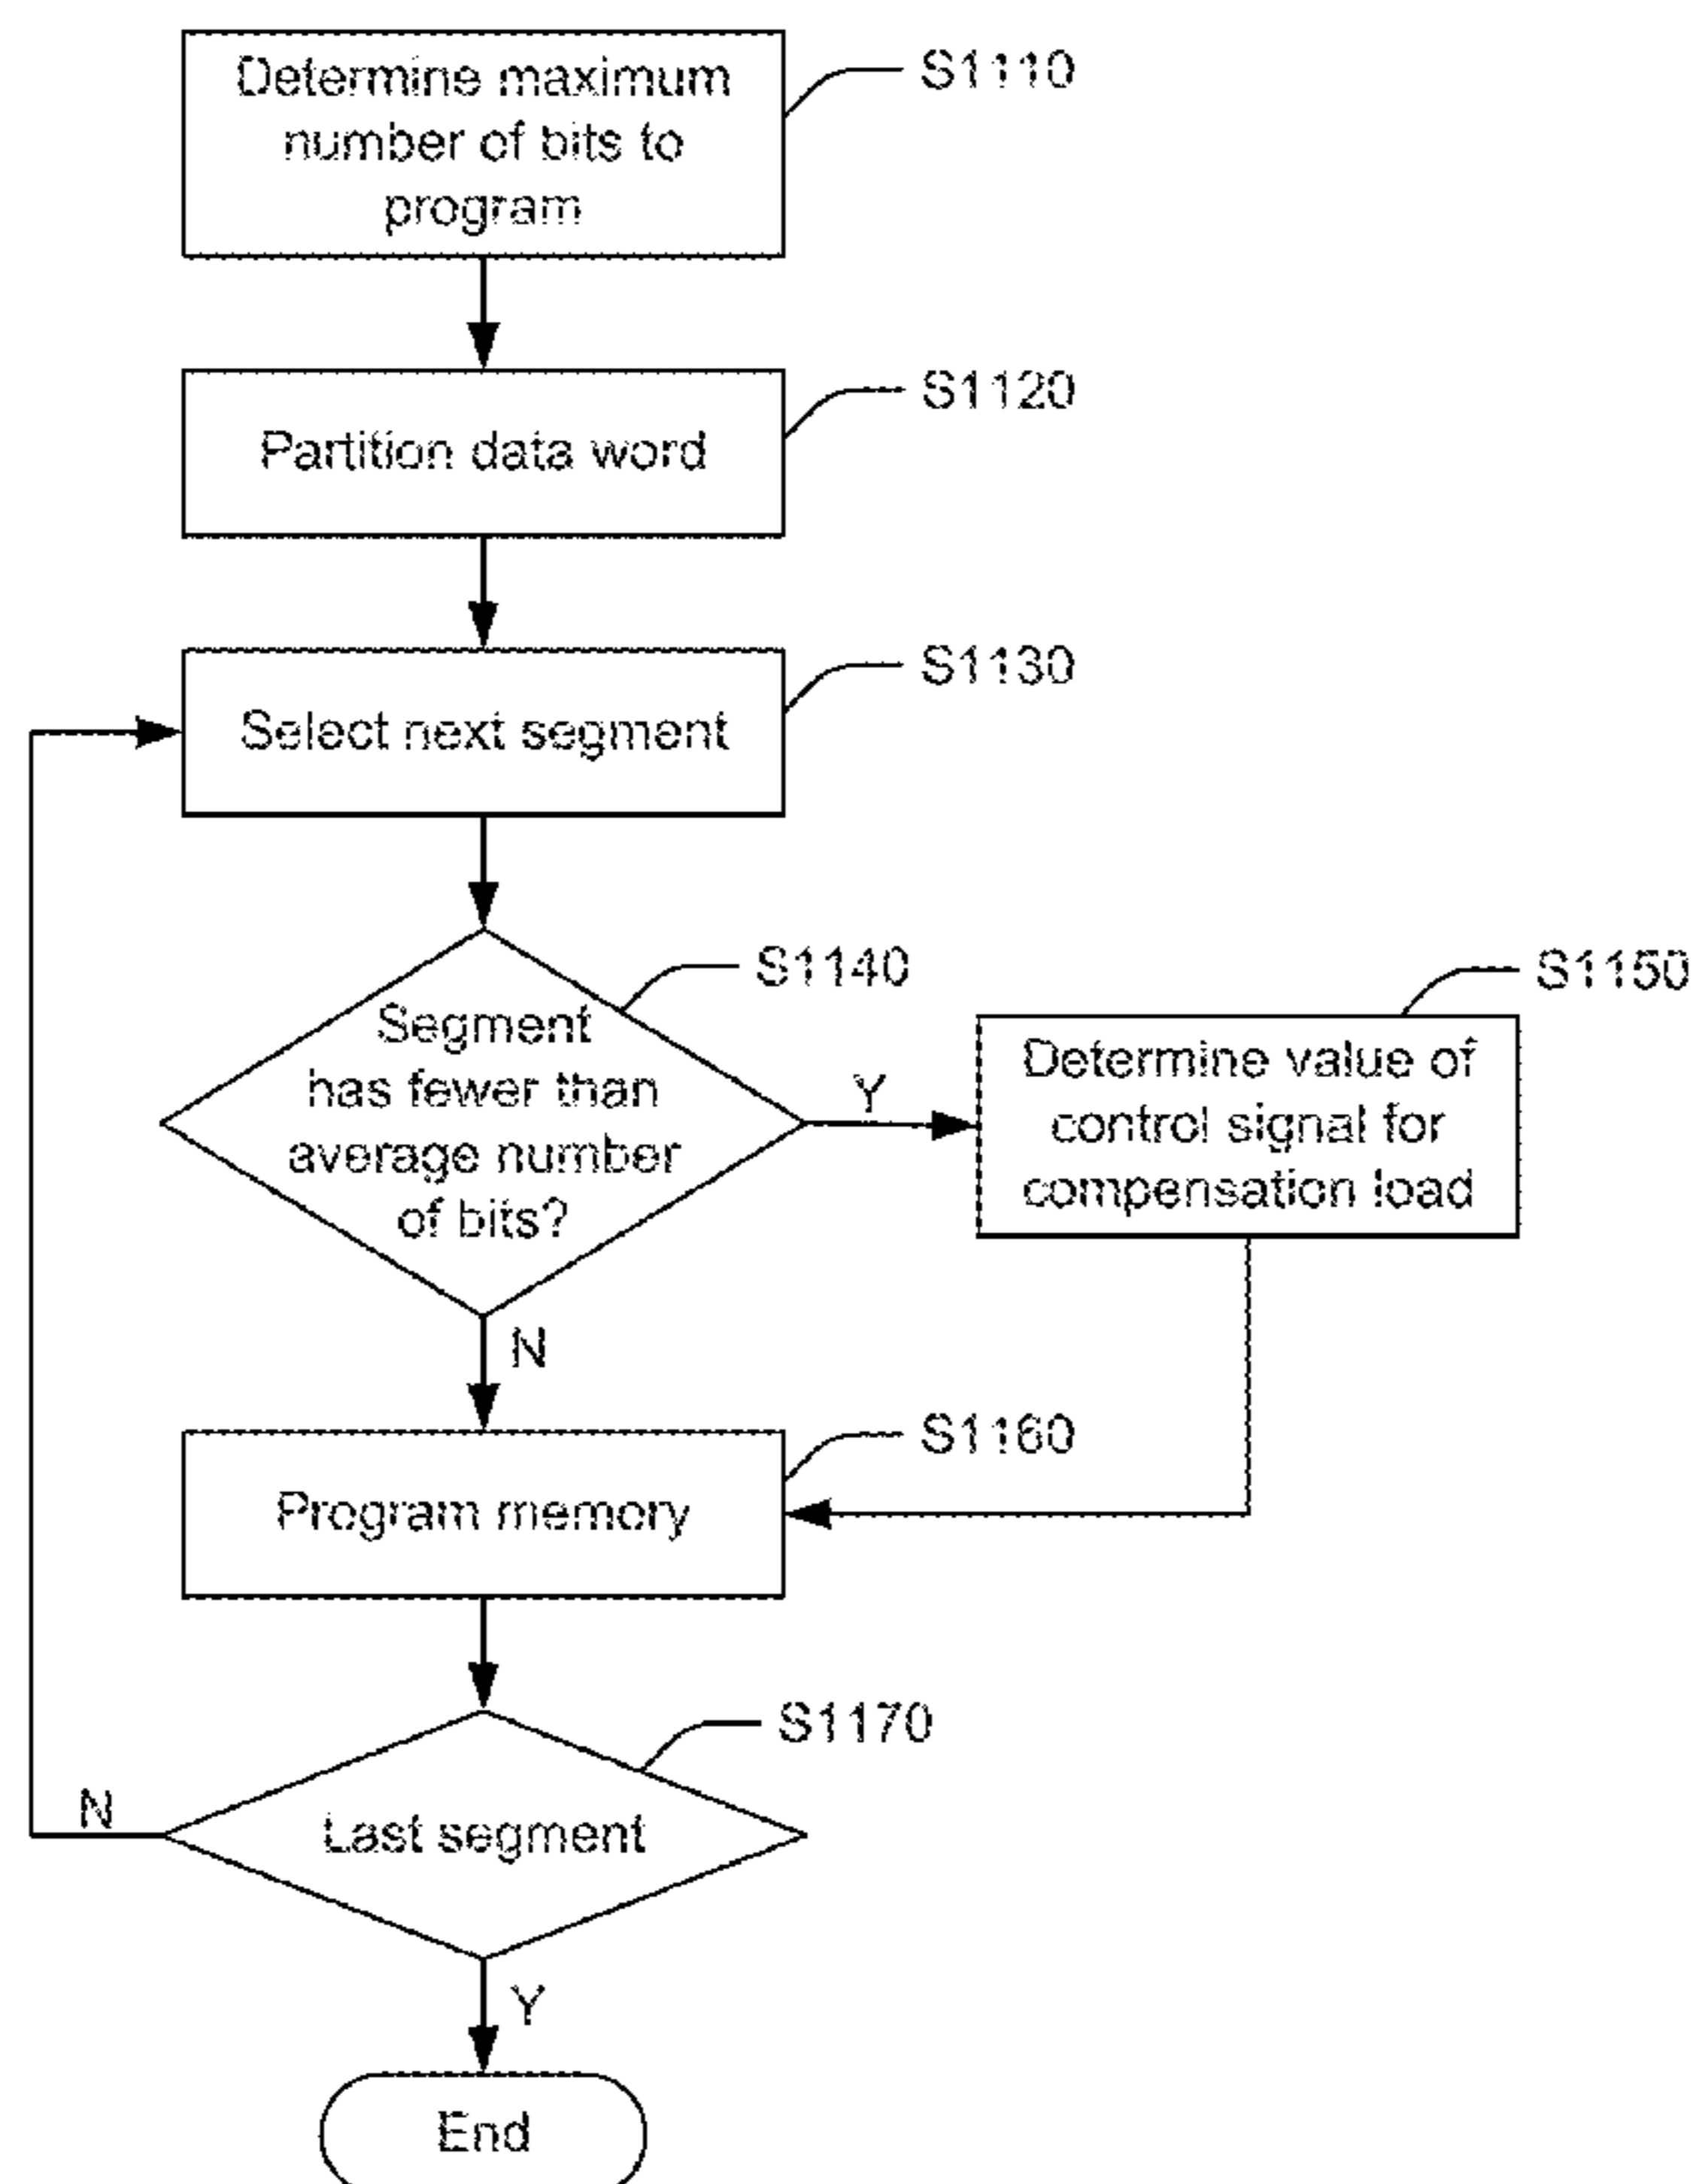 Determine maximum
number of bits to
program
S1110
Partition data word
S1120
Select next segment
S1130
Segment
has fewer than
average number
of bits?
S1140
Y
Determine value of
control signal for
compensation load
S1150
N
Program memory
S1160
Last segment
S1170
N
Y
End